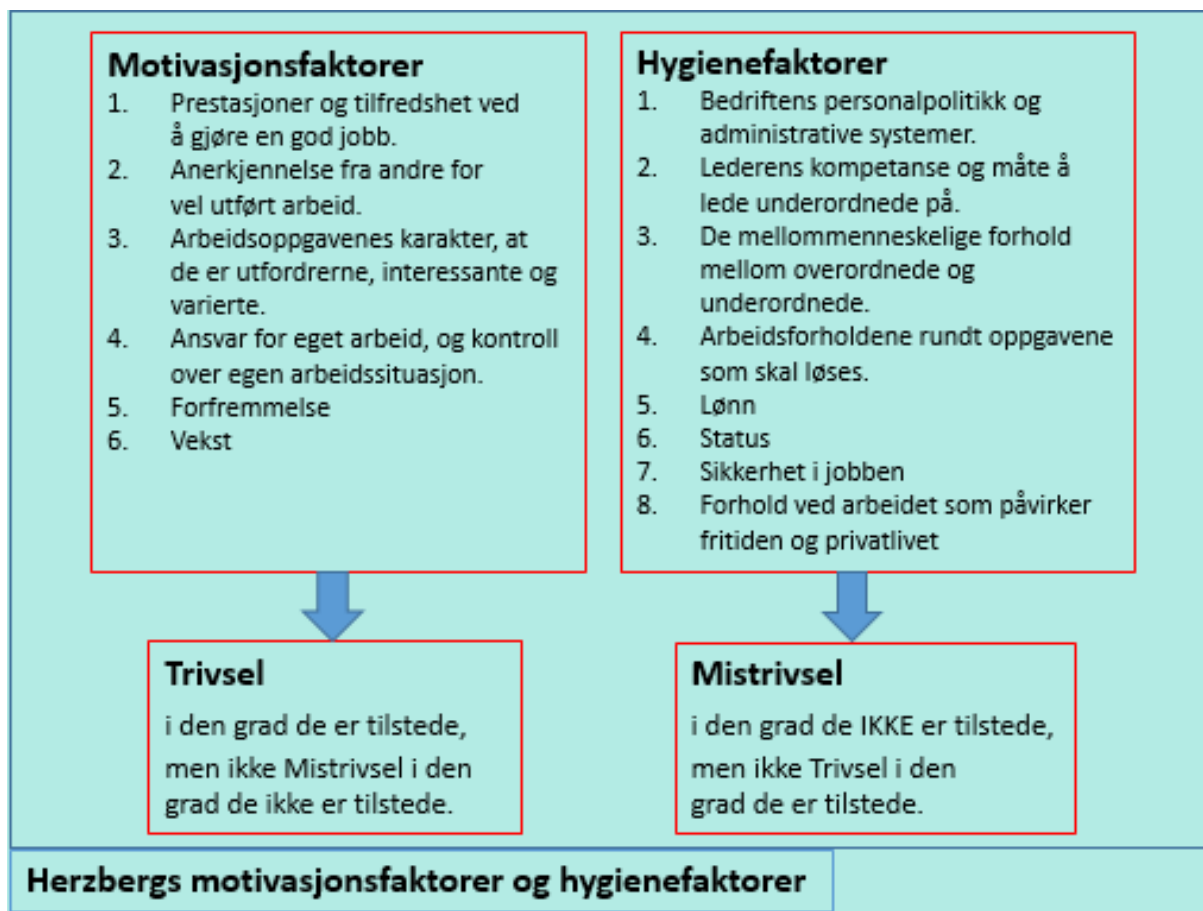 Motivasjonsfaktorer
1. Prestasjoner og tilfredshet ved
å gjøre en god jobb.
2. Anerkjennelse fra andre for
vel utført arbeid.
3. Arbeidsoppgavenes karakter, at
de er utfordrerne, interessante og
varierte.
4. Ansvar for eget arbeid, og kontroll
over egen arbeidssituasjon.
5. Forfremmelse
6. Vekst
Hygienefaktorer
1. Bedriftens personalpolitikk og
administrative systemer.
2. Lederens kompetanse og måte å
lede underordnede på.
3. De mellommenneskelige forhold
mellom overordnede og
underordnede.
4. Arbeidsforholdene rundt oppgavene
som skal løses.
5. Lønn
6. Status
7. Sikkerhet i jobben
8. Forhold ved arbeidet som påvirker
fritiden og privatlivet
Trivsel
i den grad de er tilstede,
men ikke Mistrivsel i den
grad de ikke er tilstede.
Mistrivsel
i den grad de IKKE er tilstede,
men ikke Trivsel i den
grad de er tilstede.
Herzbergs motivasjonsfaktorer og hygienefaktorer